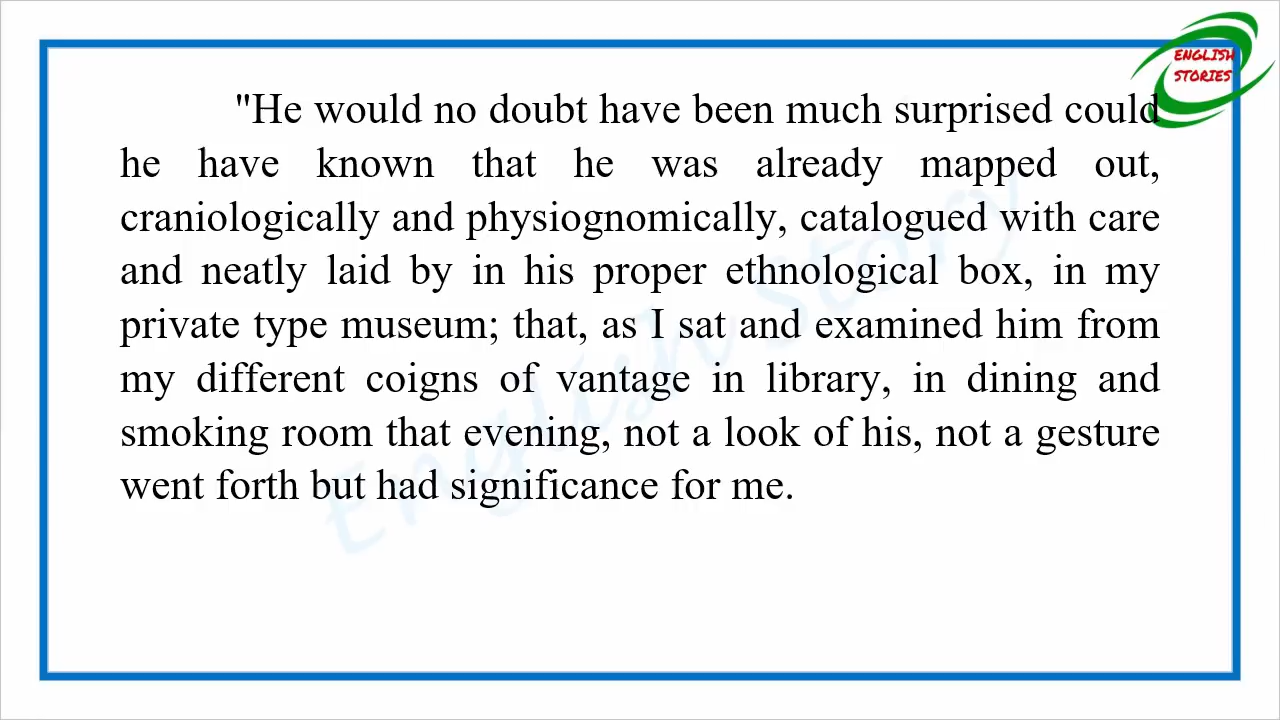 ENGLISH
STORIES
"He would no doubt have been much surprised could
he have known that he was already mapped out,
craniologically and physiognomically, catalogued with care
and neatly laid by in his proper ethnological box, in my
private type museum; that, as I sat and examined him from
my different coigns of vantage in library, in dining and
smoking room that evening, not a look of his, not a gesture
went forth but had significance for me.
English Story